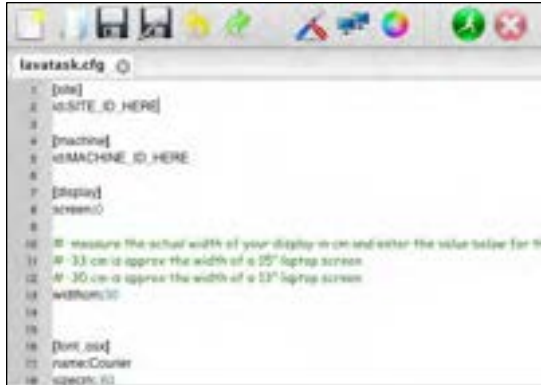 lavatask.cfg
1 [site]
2 id:SITE_ID_HERE
3
4 [machine]
5 id:MACHINE_ID_HERE
6
7 [display]
8 screen:0
9
10 # measure the actual width of your display in cm and enter the value below for th
11 # 33 cm is approx the width of a 15" laptop screen
12 # 30 cm is approx the width of a 13" laptop screen
13 widthcm:30
14
15
16 [font_osx]
17 name:Courier
18